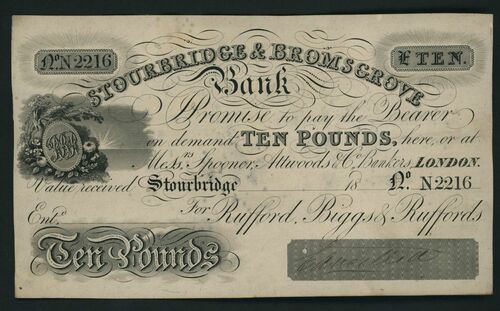 No. N2216
£ TEN.
STOURBRIDGE & BROMSGROVE
Bank
I Promise to pay the Bearer
on demand TEN POUNDS, here, or at
Messrs. Spooner, Attwoods & Co. Bankers, LONDON.
Value received Stourbridge 18 No. N2216
For Rufford, Biggs & Ruffords
Entd.
Ten Pounds